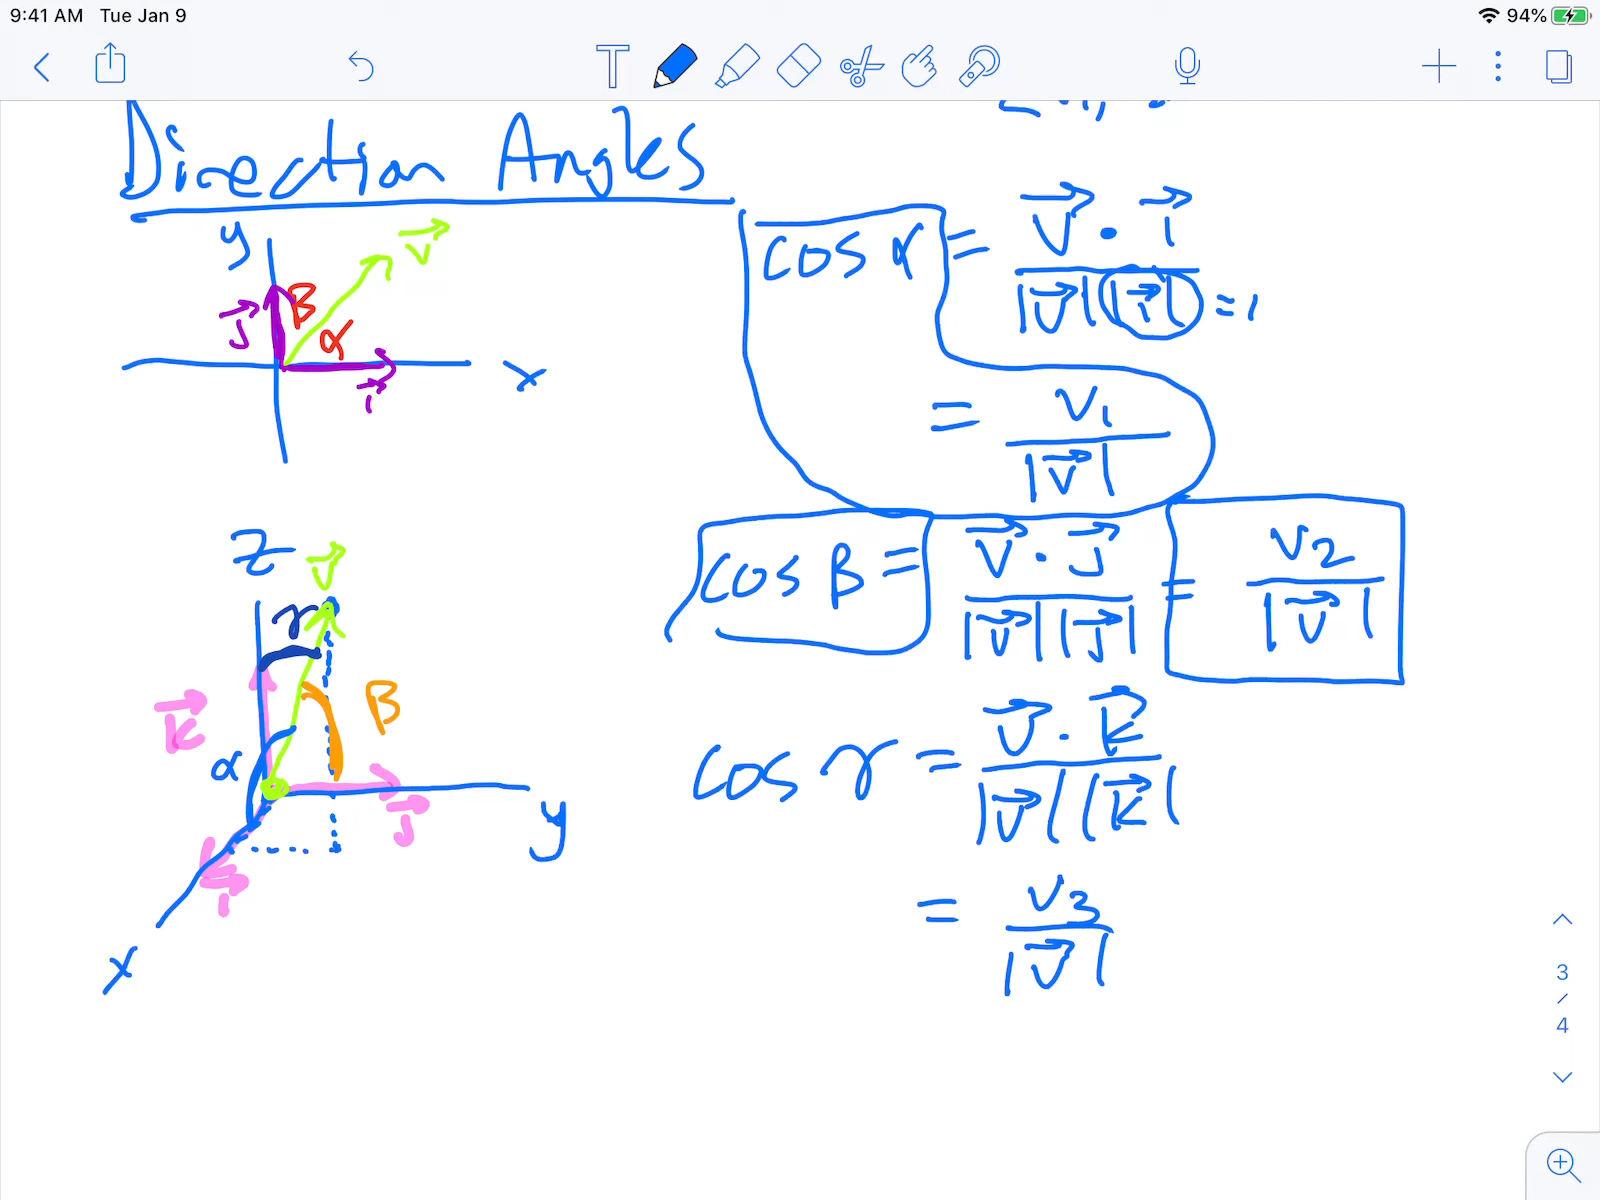 9:41 AM Tue Jan 9
94%
T
Direction Angles
y
v⃗
j⃗
β
α
x
i⃗
cos α = v⃗ · i⃗ / |v⃗||i⃗| = 1
= v₁ / |v⃗|
cos β = v⃗ · j⃗ / |v⃗||j⃗| = v₂ / |v⃗|
z
v⃗
γ
k⃗
β
α
j⃗
y
i⃗
x
cos γ = v⃗ · k⃗ / |v⃗||k⃗|
= v₃ / |v⃗|
3
/
4